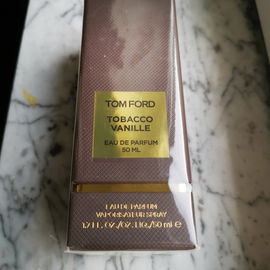 TOM FORD
TOBACCO
VANILLE
EAU DE PARFUM
50 ML
EAU DE PARFUM
VAPORISATEUR SPRAY
1.7 FL.OZ./OZ.LIQ./50 ml ℮